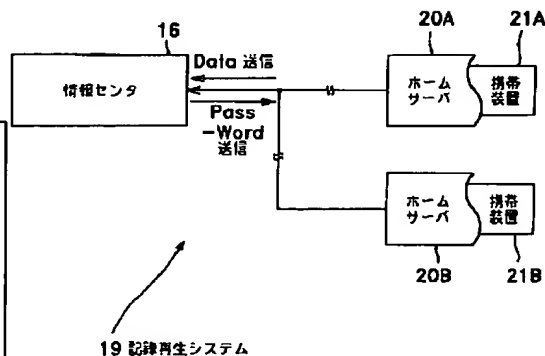 16
20A
21A
Data 送信
情報センタ
ホーム
サーバ
携帯
装置
Pass
-Word
送信
ホーム
サーバ
携帯
装置
20B
21B
19 記録再生システム